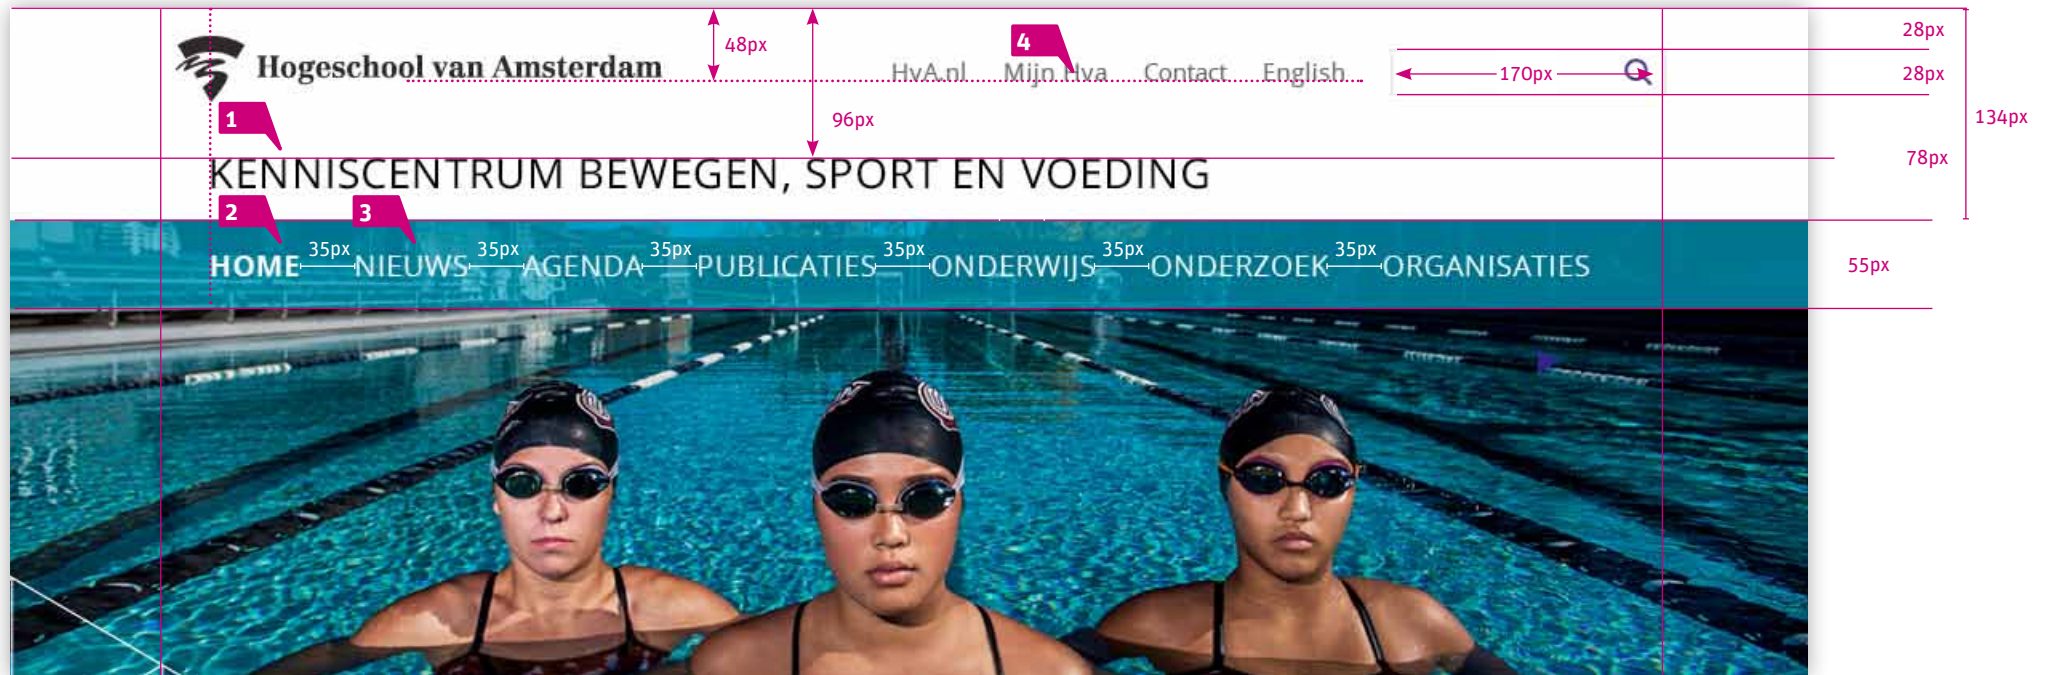 28px
48px
4
Hogeschool van Amsterdam
HvA.nl Mijn Hva Contact English
170px
28px
1
96px
134px
78px
KENNISCENTRUM BEWEGEN, SPORT EN VOEDING
2
3
35px 35px 35px 35px 35px 35px
HOME NIEUWS AGENDA PUBLICATIES ONDERWIJS ONDERZOEK ORGANISATIES
55px